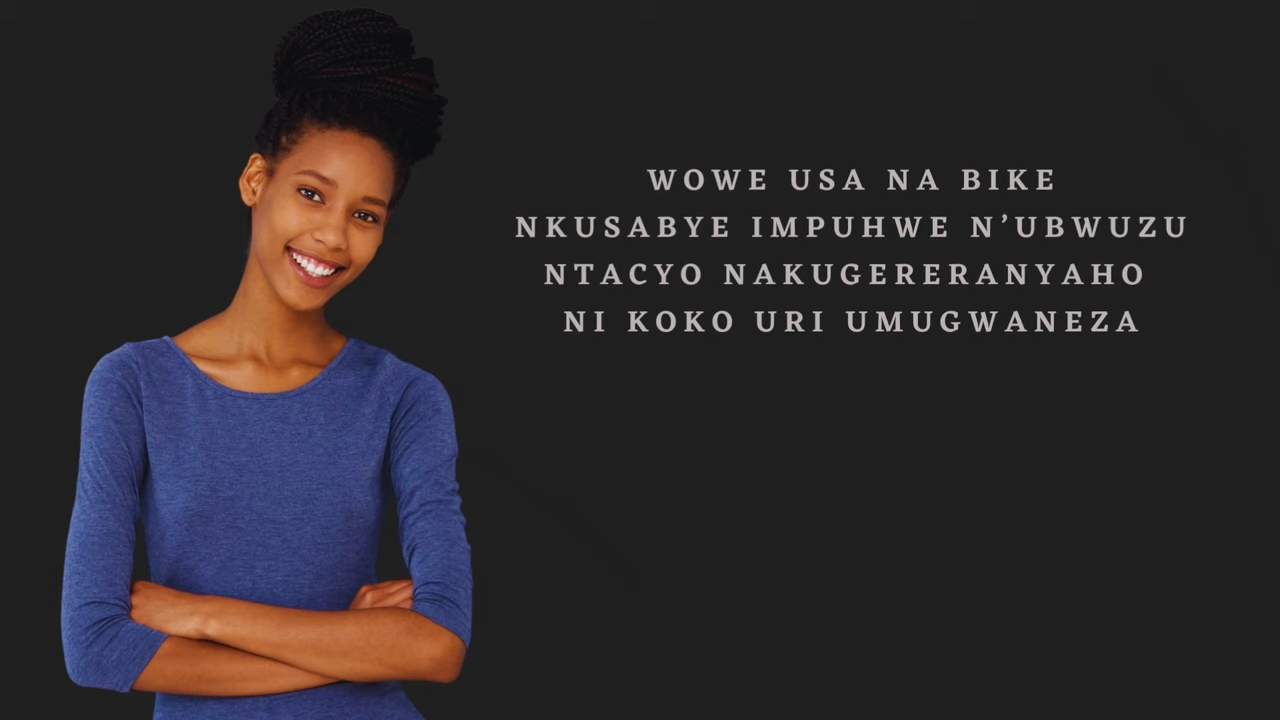 WOWE USA NA BIKE
NKUSABYE IMPUHWE N’UBWUZU
NTACYO NAKUGERERANYAHO
NI KOKO URI UMUGWANEZA